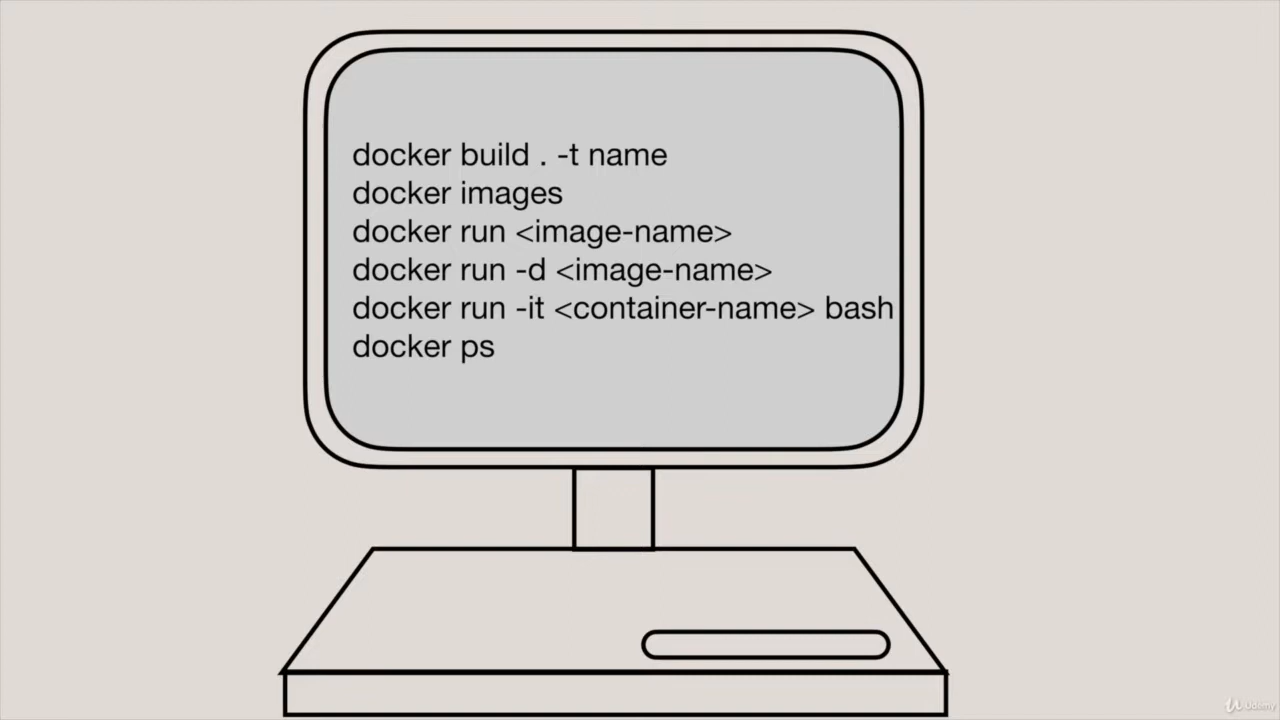 docker build . -t name
docker images
docker run <image-name>
docker run -d <image-name>
docker run -it <container-name> bash
docker ps
Udemy